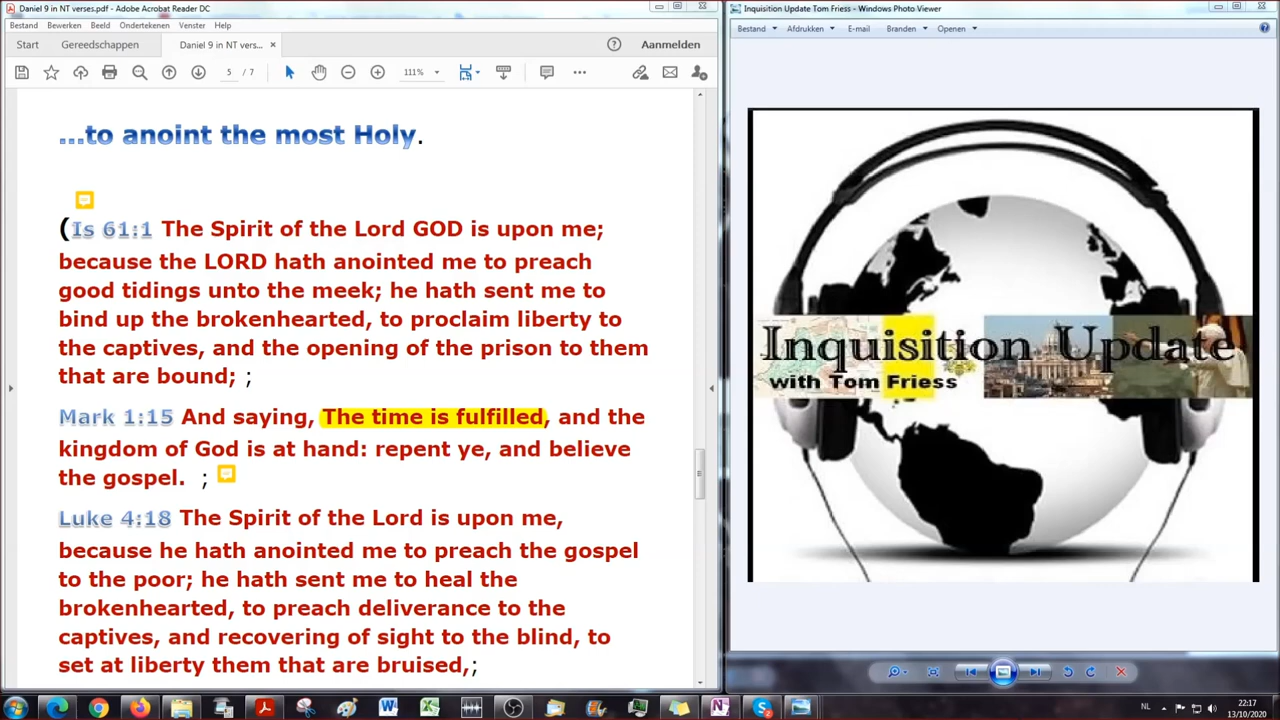 Daniel 9 in NT verses.pdf - Adobe Acrobat Reader DC
Bestand Bewerken Beeld Ondertekenen Venster Help
Start Gereedschappen Daniel 9 in NT vers... × Aanmelden
5 / 7 111%
...to anoint the most Holy.
(Is 61:1 The Spirit of the Lord GOD is upon me;
because the LORD hath anointed me to preach
good tidings unto the meek; he hath sent me to
bind up the brokenhearted, to proclaim liberty to
the captives, and the opening of the prison to them
that are bound; ;
Mark 1:15 And saying, The time is fulfilled, and the
kingdom of God is at hand: repent ye, and believe
the gospel. ;
Luke 4:18 The Spirit of the Lord is upon me,
because he hath anointed me to preach the gospel
to the poor; he hath sent me to heal the
brokenhearted, to preach deliverance to the
captives, and recovering of sight to the blind, to
set at liberty them that are bruised,;
Inquisition Update Tom Friess - Windows Photo Viewer
Bestand Afdrukken E-mail Branden Openen
Inquisition Update
with Tom Friess
NL 22:17
13/10/2020